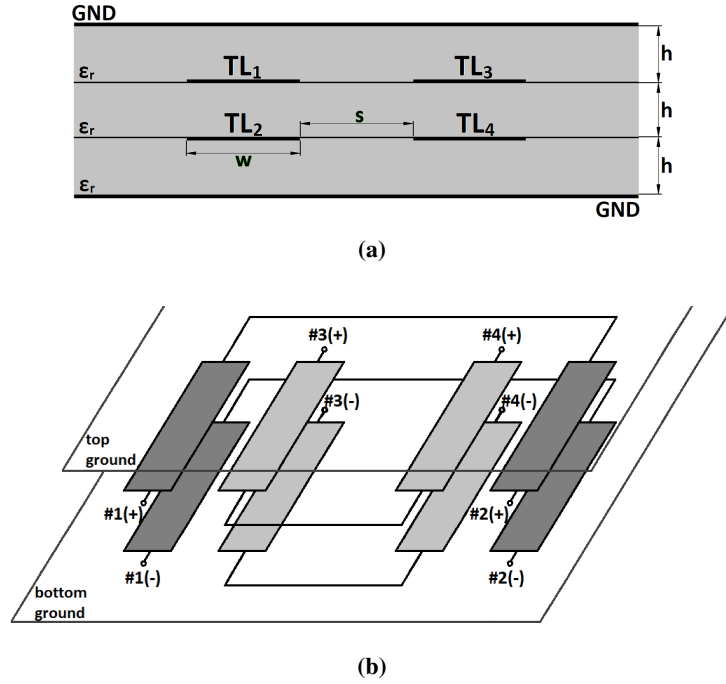 GND
εr TL1 TL3 h
εr TL2 s TL4 h
w
εr h
GND
(a)
#3(+) #4(+)
#3(-) #4(-)
top
ground
#1(+) #2(+)
#1(-) #2(-)
bottom
ground
(b)